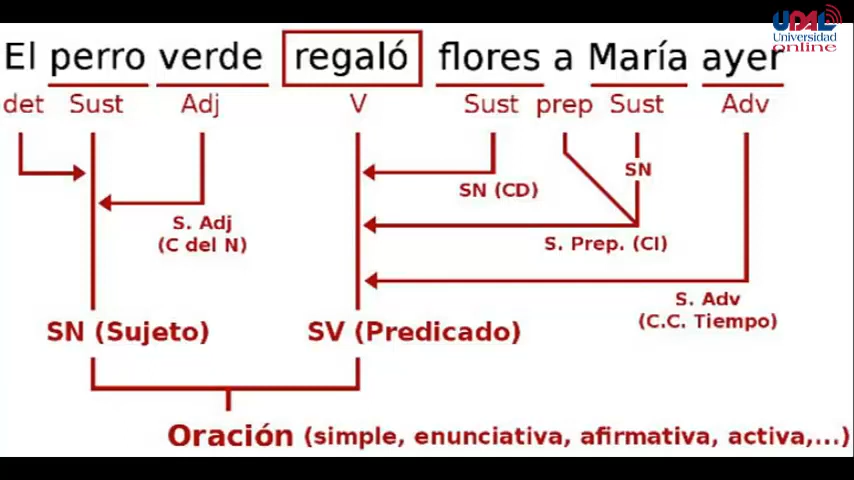 UPAL
Universidad
online
El perro verde regaló flores a María ayer
det Sust Adj V Sust prep Sust Adv
SN
SN (CD)
S. Adj
(C del N)
S. Prep. (CI)
S. Adv
(C.C. Tiempo)
SN (Sujeto) SV (Predicado)
Oración (simple, enunciativa, afirmativa, activa,...)